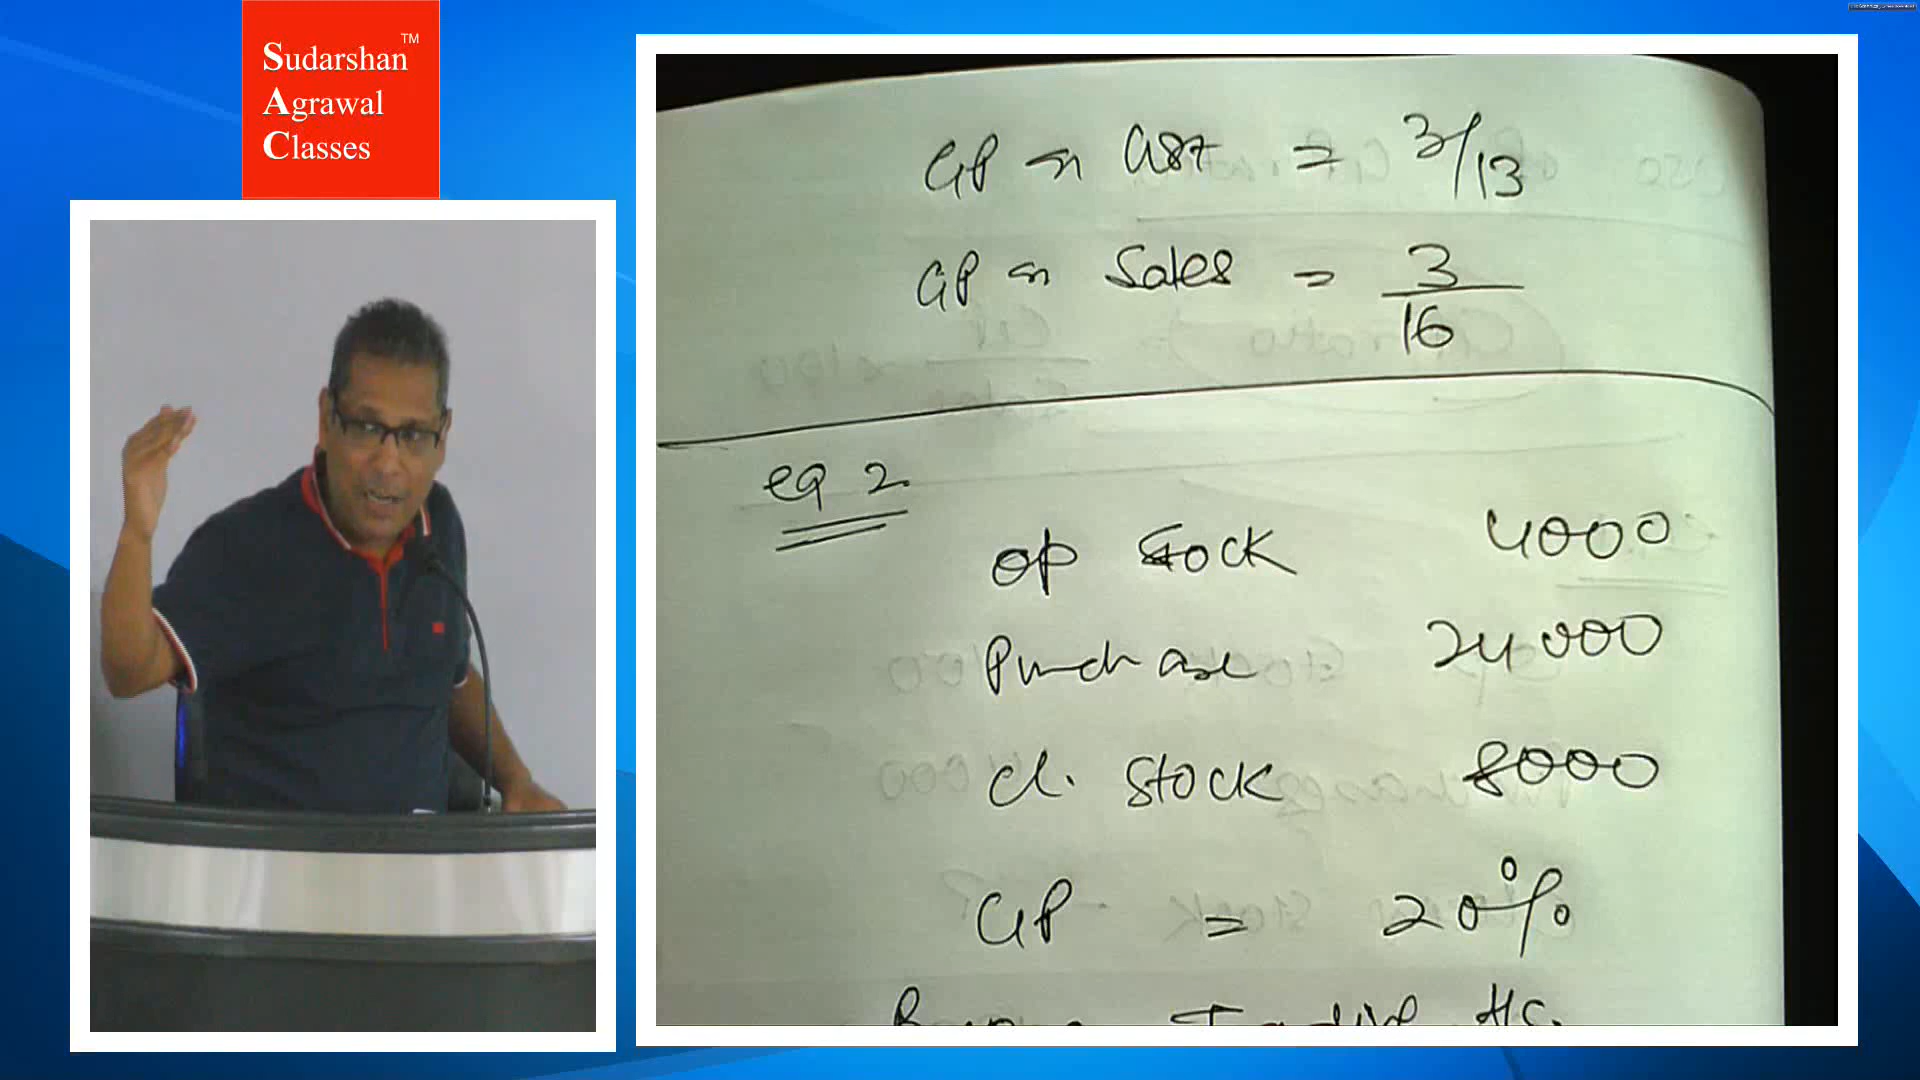 Sudarshan™
Agrawal
Classes
GP on Cost = 3/13
GP on Sales = 3/16
eg 2
op Stock 4000
Purchase 24000
cl. Stock 8000
GP = 20%
Trading A/c.